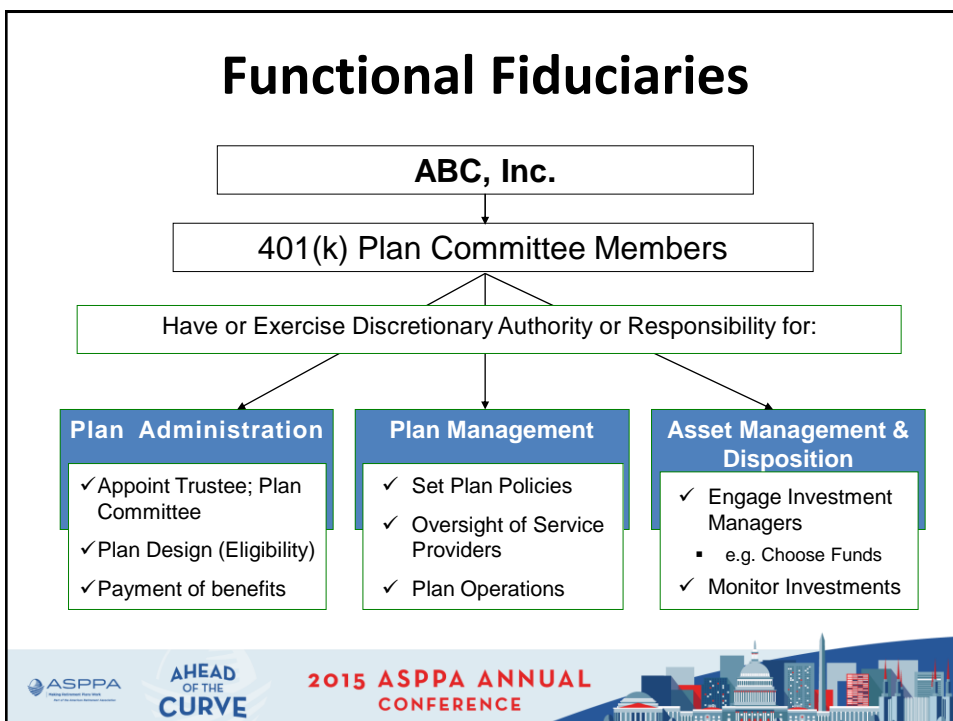 Functional Fiduciaries
ABC, Inc.
401(k) Plan Committee Members
Have or Exercise Discretionary Authority or Responsibility for:
Plan Administration
✓Appoint Trustee; Plan
Committee
✓Plan Design (Eligibility)
✓Payment of benefits
Plan Management
✓ Set Plan Policies
✓ Oversight of Service
Providers
✓ Plan Operations
Asset Management &
Disposition
✓ Engage Investment
Managers
▪ e.g. Choose Funds
✓ Monitor Investments
ASPPA
AHEAD
OF THE
CURVE
2015 ASPPA ANNUAL
CONFERENCE